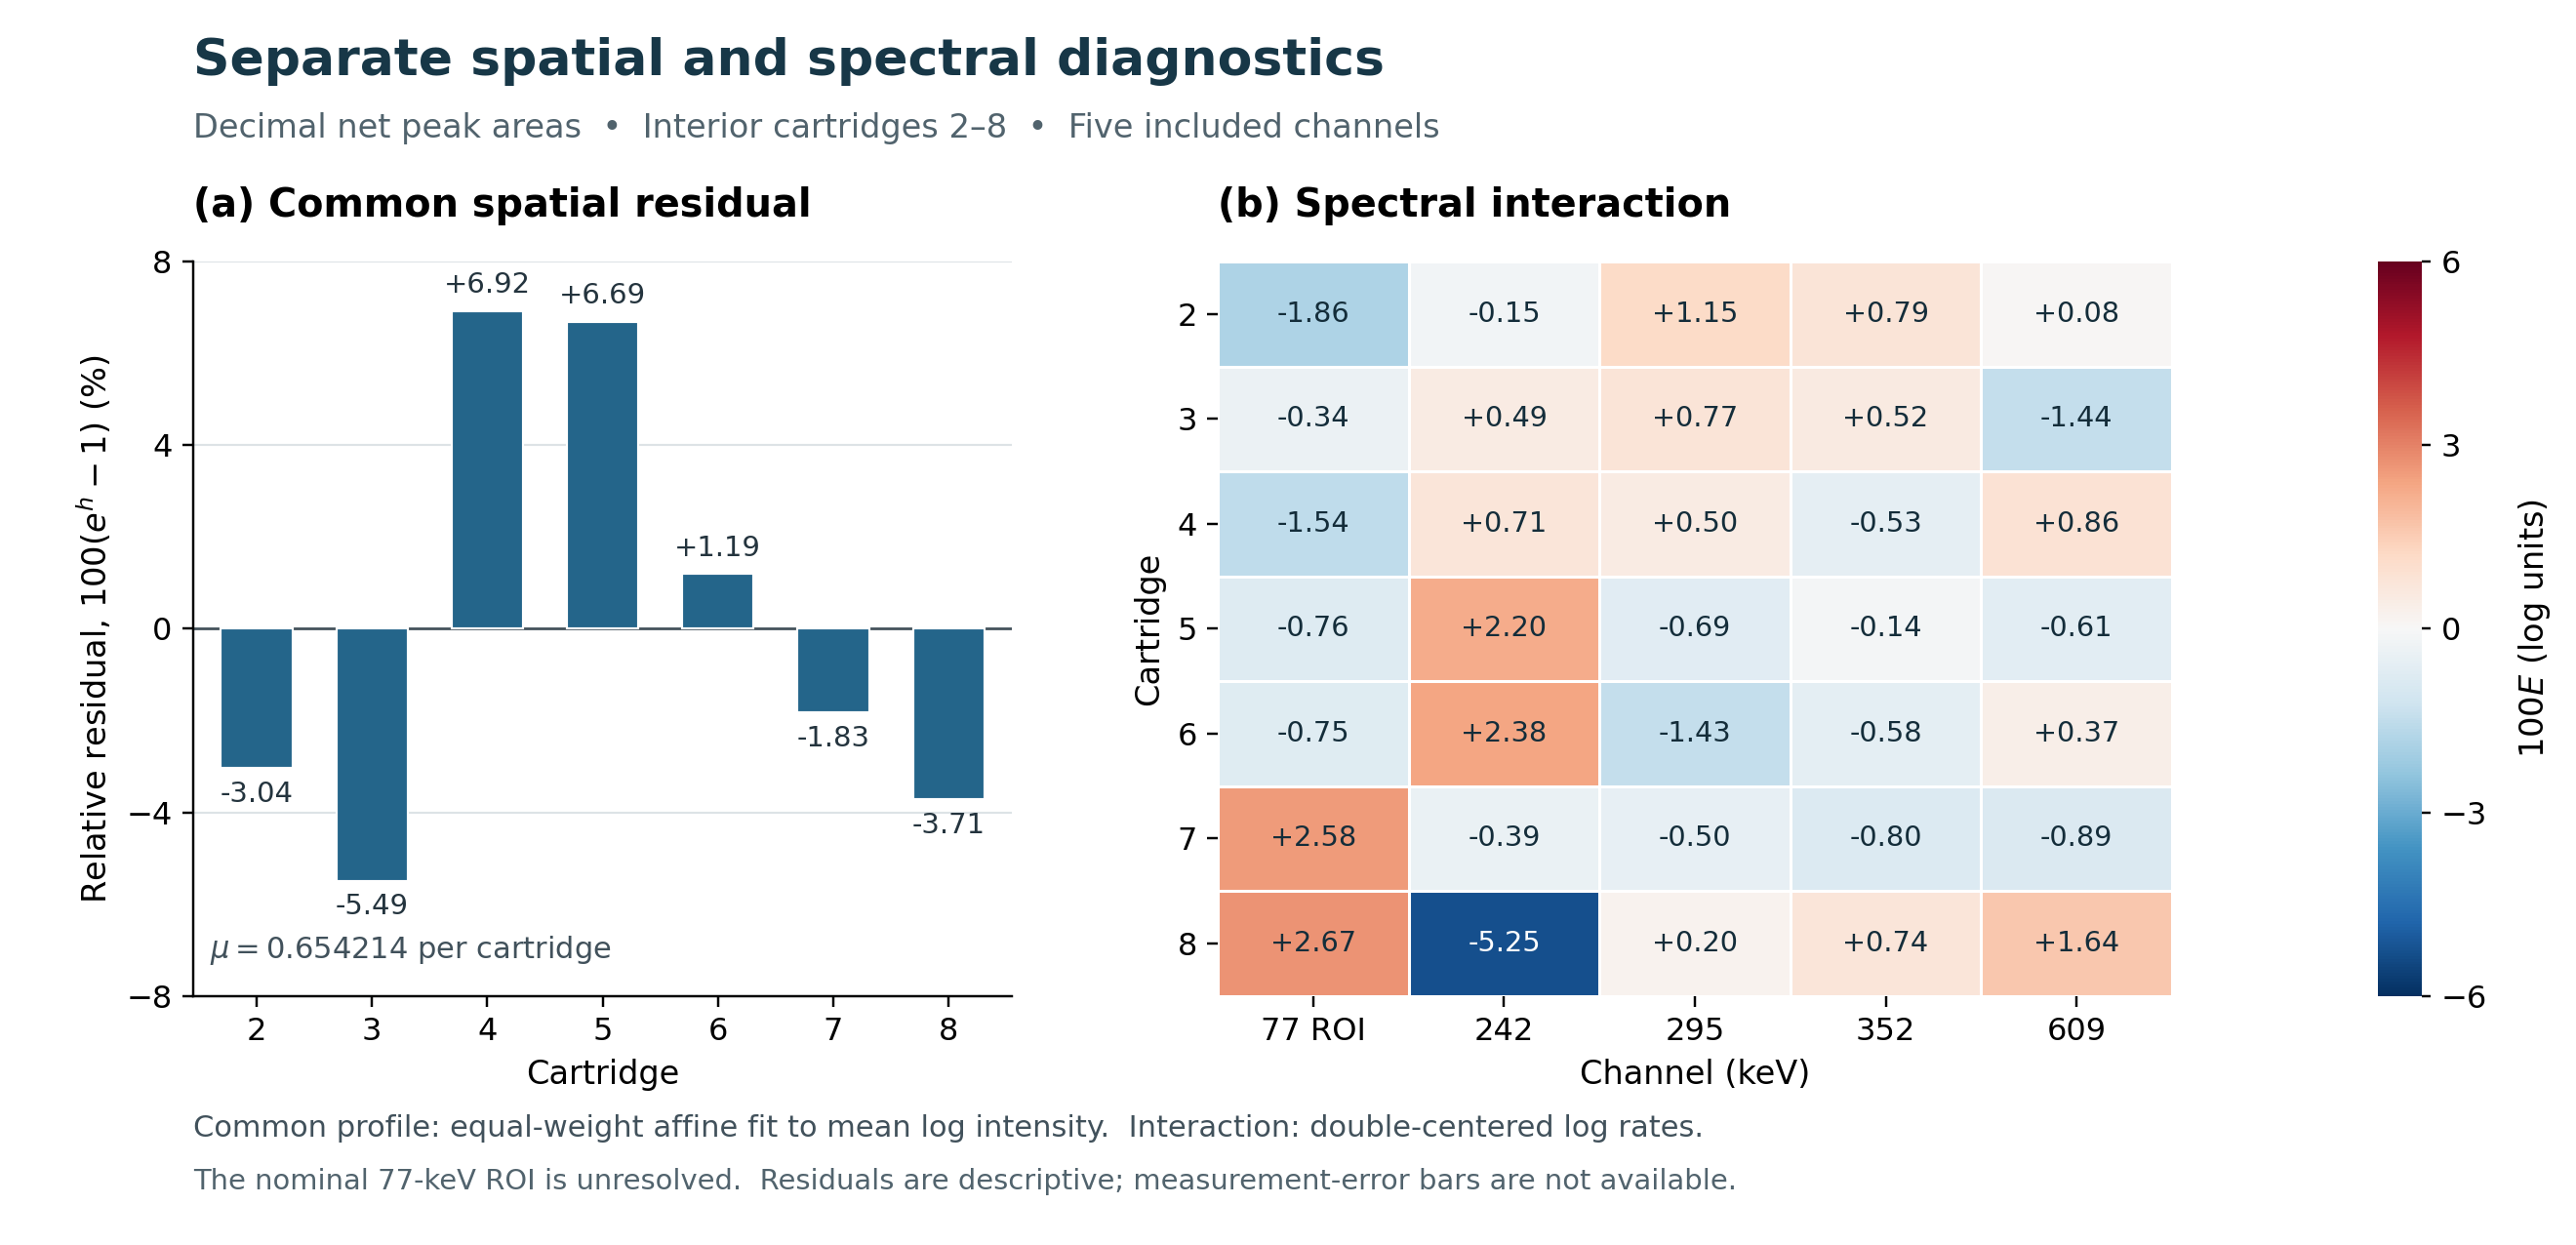 Separate spatial and spectral diagnostics
Decimal net peak areas • Interior cartridges 2–8 • Five included channels
(a) Common spatial residual
Relative residual, 100(e^h − 1) (%)
8
4
0
−4
−8
+6.92
+6.69
+1.19
-3.04
-5.49
-1.83
-3.71
μ = 0.654214 per cartridge
2 3 4 5 6 7 8
Cartridge
(b) Spectral interaction
Cartridge
2 -1.86 -0.15 +1.15 +0.79 +0.08
3 -0.34 +0.49 +0.77 +0.52 -1.44
4 -1.54 +0.71 +0.50 -0.53 +0.86
5 -0.76 +2.20 -0.69 -0.14 -0.61
6 -0.75 +2.38 -1.43 -0.58 +0.37
7 +2.58 -0.39 -0.50 -0.80 -0.89
8 +2.67 -5.25 +0.20 +0.74 +1.64
77 ROI 242 295 352 609
Channel (keV)
6
3
0
−3
−6
100E (log units)
Common profile: equal-weight affine fit to mean log intensity. Interaction: double-centered log rates.
The nominal 77-keV ROI is unresolved. Residuals are descriptive; measurement-error bars are not available.